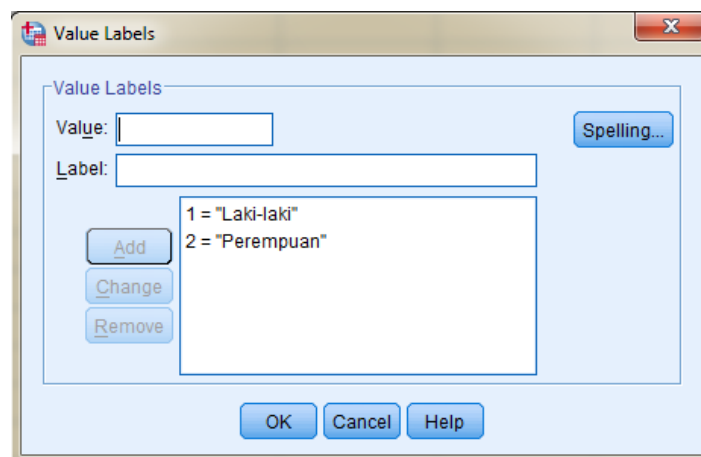 Value Labels
Value Labels
Value:
Spelling...
Label:
1 = "Laki-laki"
2 = "Perempuan"
Add
Change
Remove
OK Cancel Help